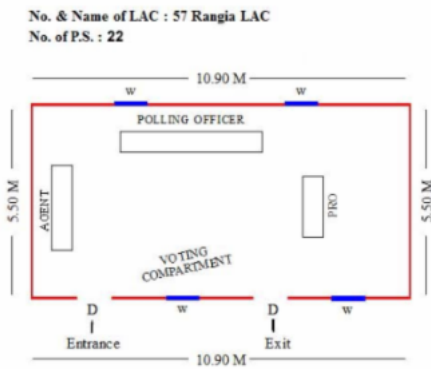 No. & Name of LAC : 57 Rangia LAC
No. of P.S. : 22
10.90 M
W
W
POLLING OFFICER
5.50 M
AGENT
PRO
5.50 M
VOTING
COMPARTMENT
D
W
D
W
Entrance
Exit
10.90 M